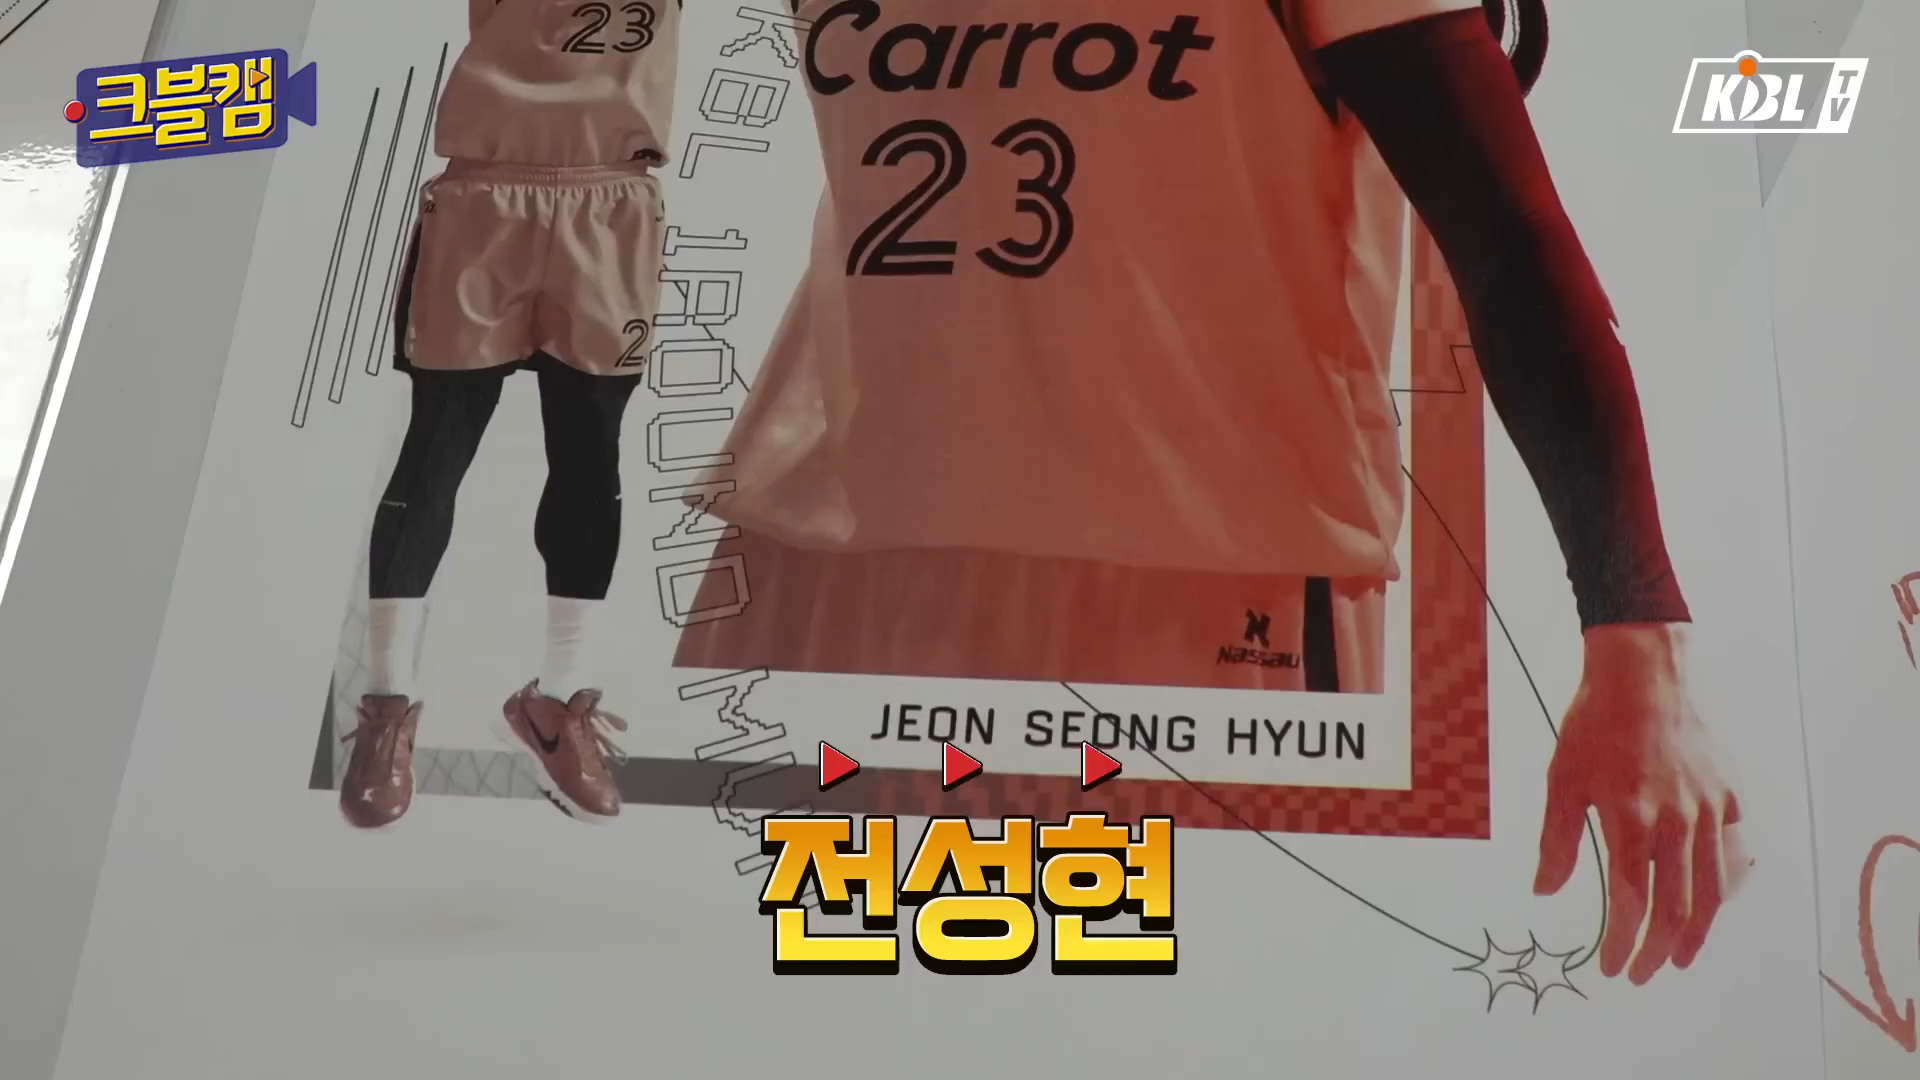 크블캠
KBL TV
23
Carrot
23
2
KBL 1ROUND MV
Nassau
JEON SEONG HYUN
전성현